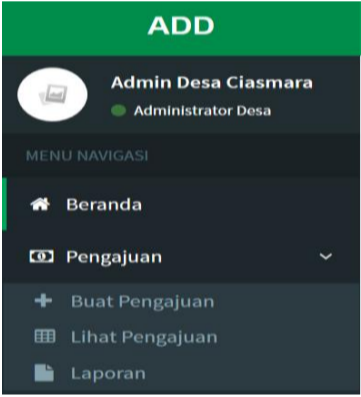 ADD
Admin Desa Ciasmara
Administrator Desa
MENU NAVIGASI
Beranda
Pengajuan
Buat Pengajuan
Lihat Pengajuan
Laporan